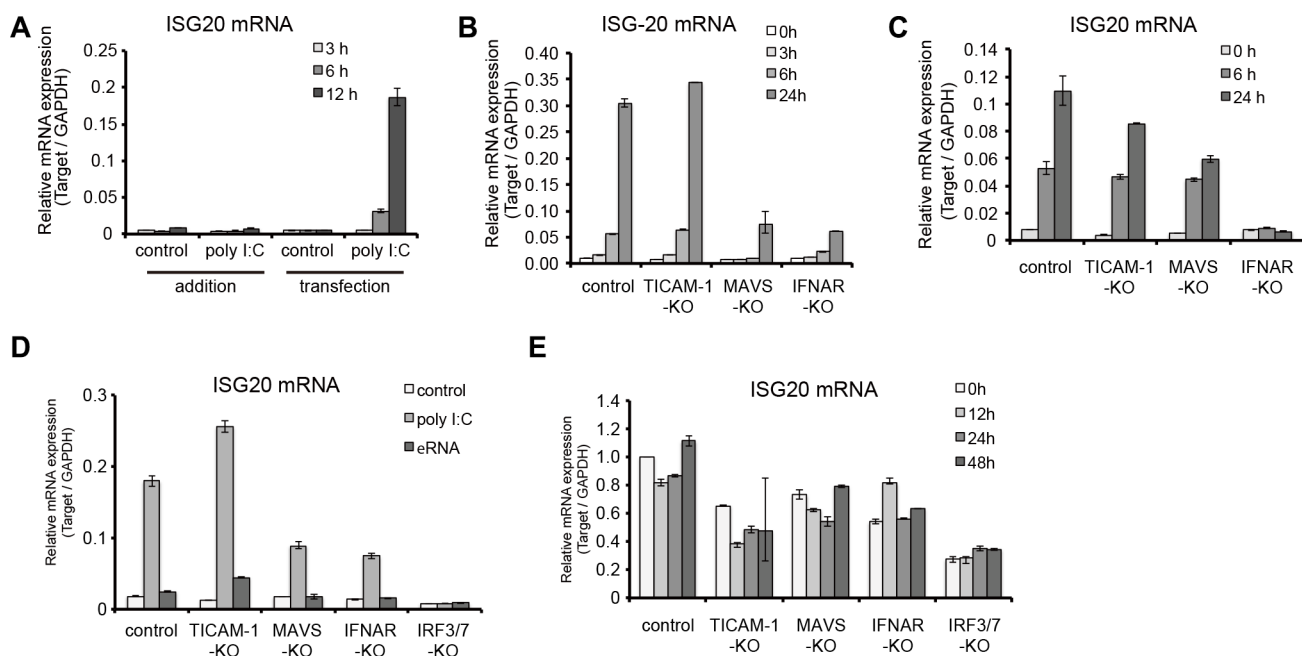 A
ISG20 mRNA
Relative mRNA expression
(Target / GAPDH)
0.25
0.2
0.15
0.1
0.05
0
3 h
6 h
12 h
control poly I:C control poly I:C
addition transfection
B
ISG-20 mRNA
Relative mRNA expression
(Target / GAPDH)
0.40
0.35
0.30
0.25
0.20
0.15
0.10
0.05
0.00
0h
3h
6h
24h
control TICAM-1 MAVS IFNAR
-KO -KO -KO
C
ISG20 mRNA
Relative mRNA expression
(Target / GAPDH)
0.14
0.12
0.1
0.08
0.06
0.04
0.02
0
0 h
6 h
24 h
control TICAM-1 MAVS IFNAR
-KO -KO -KO
D
ISG20 mRNA
Relative mRNA expression
(Target / GAPDH)
0.3
0.2
0.1
0
control
poly I:C
eRNA
control TICAM-1 MAVS IFNAR IRF3/7
-KO -KO -KO -KO
E
ISG20 mRNA
Relative mRNA expression
(Target / GAPDH)
1.4
1.2
1.0
0.8
0.6
0.4
0.2
0
0h
12h
24h
48h
control TICAM-1 MAVS IFNAR IRF3/7
-KO -KO -KO -KO